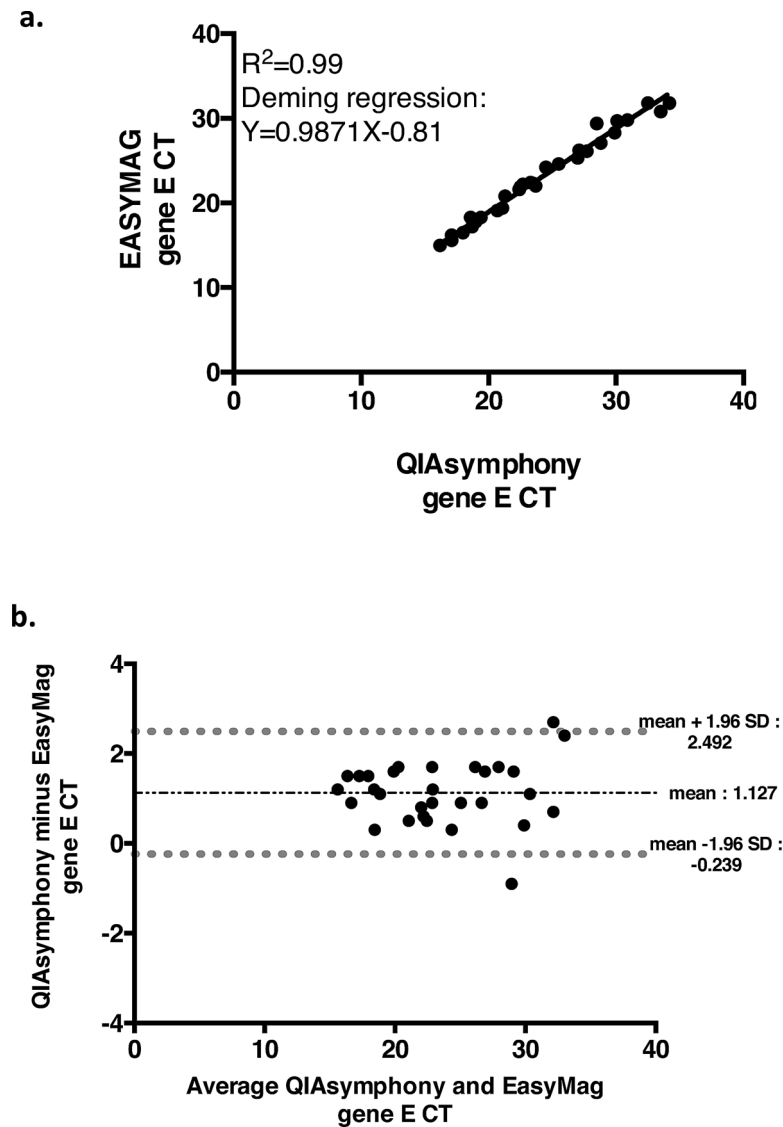 a.
40
30
20
10
0
R²=0.99
Deming regression:
Y=0.9871X-0.81
EASYMAG
gene E CT
0
10
20
30
40
QIAsymphony
gene E CT
b.
4
2
0
-2
-4
QIAsymphony minus EasyMag
gene E CT
mean + 1.96 SD :
2.492
mean : 1.127
mean -1.96 SD :
-0.239
0
10
20
30
40
Average QIAsymphony and EasyMag
gene E CT